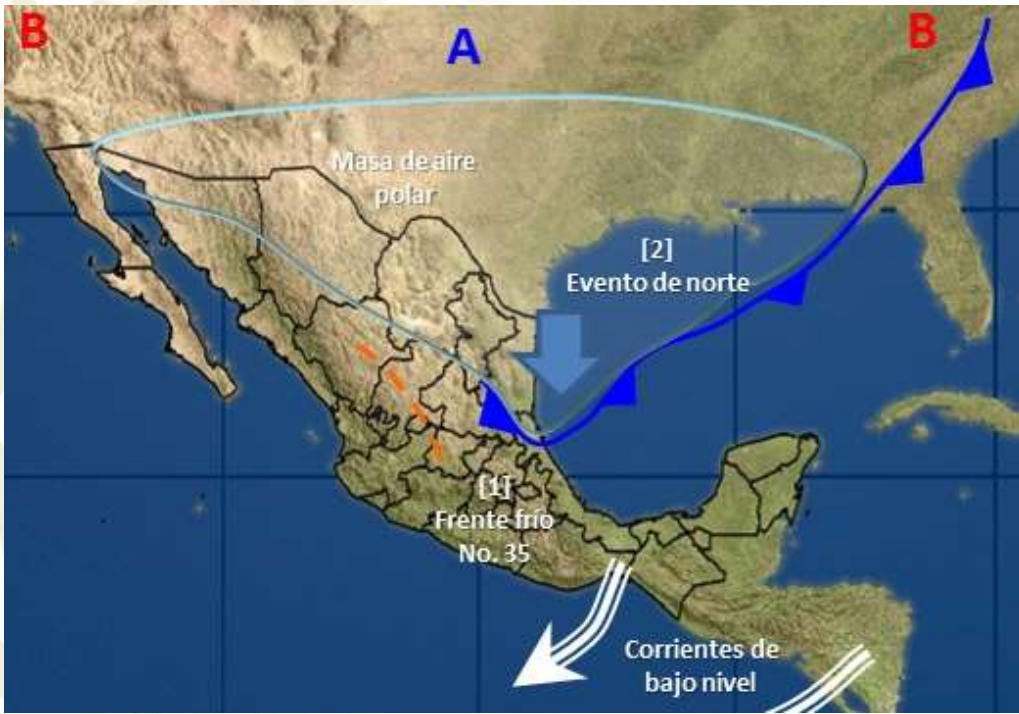 B
A
B
Masa de aire
polar
[2]
Evento de norte
[1]
Frente frío
No. 35
Corrientes de
bajo nivel